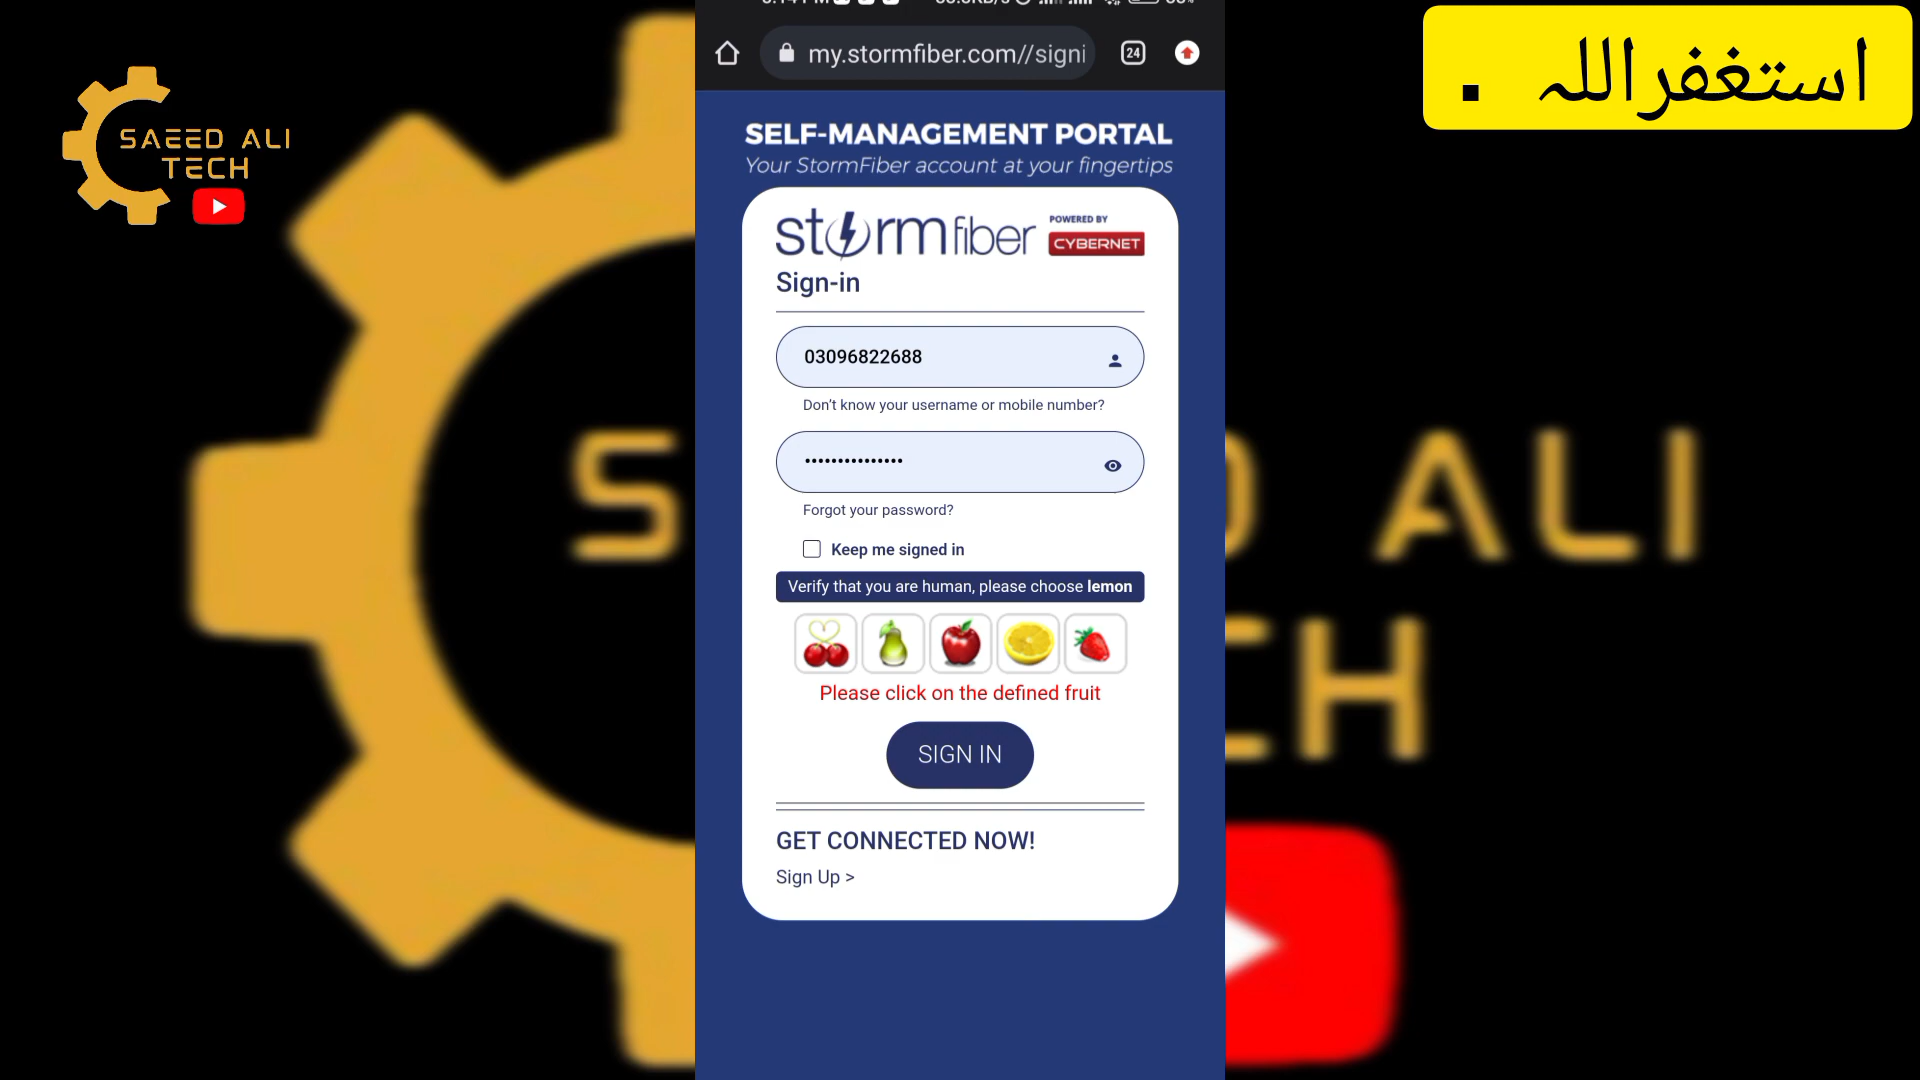 SAEED ALI
TECH
my.stormfiber.com//signi
24
استغفراللہ .
SELF-MANAGEMENT PORTAL
Your StormFiber account at your fingertips
stormfiber
POWERED BY
CYBERNET
Sign-in
03096822688
Don't know your username or mobile number?
•••••••••••••••
Forgot your password?
Keep me signed in
Verify that you are human, please choose lemon
Please click on the defined fruit
SIGN IN
GET CONNECTED NOW!
Sign Up >
S
ALI
H